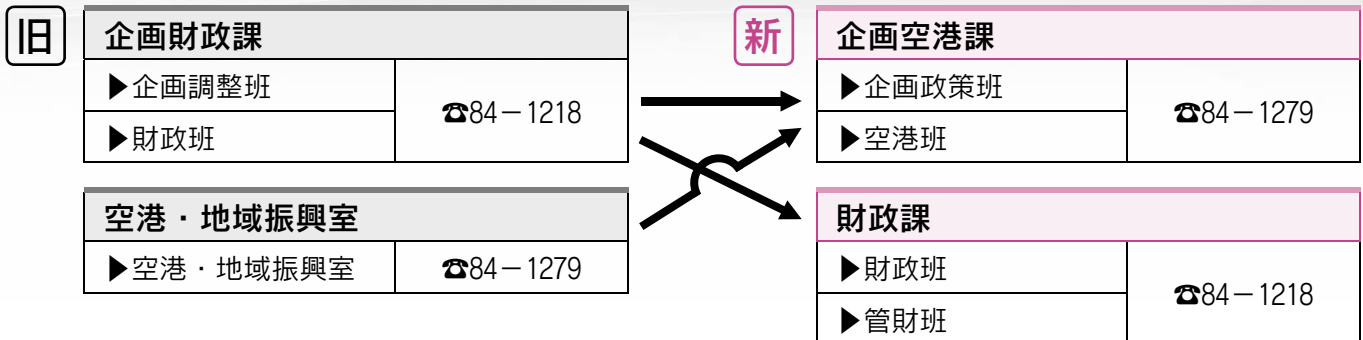 旧
企画財政課
▶企画調整班
☎84－1218
▶財政班
空港・地域振興室
▶空港・地域振興室
☎84－1279
新
企画空港課
▶企画政策班
☎84－1279
▶空港班
財政課
▶財政班
☎84－1218
▶管財班